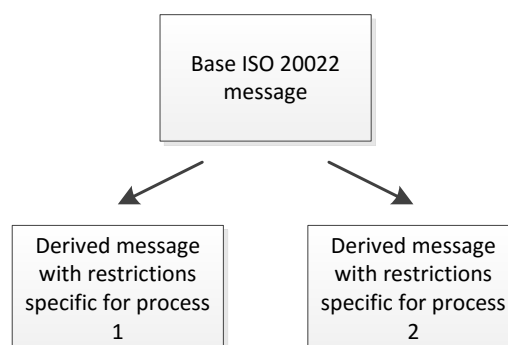 Base ISO 20022
message
Derived message
with restrictions
specific for process
1
Derived message
with restrictions
specific for process
2